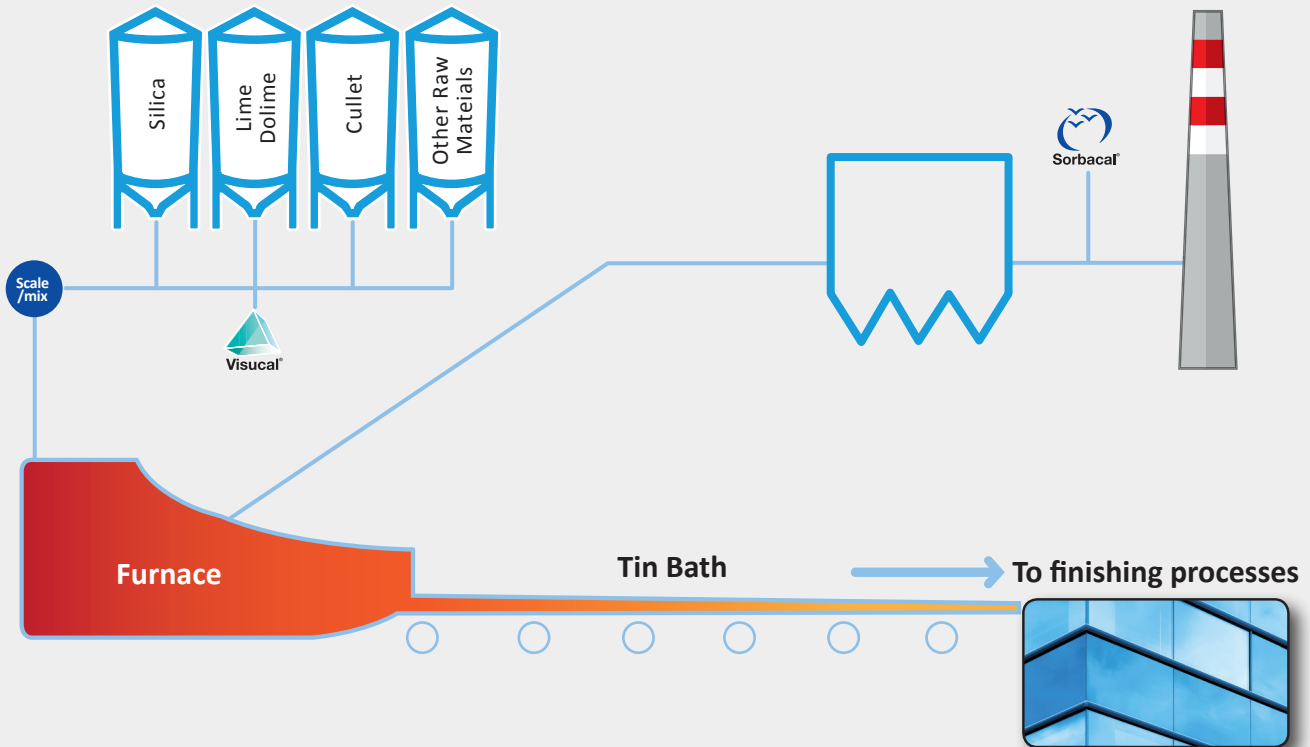 Silica
Lime
Dolime
Cullet
Other Raw
Mateials
Sorbacal®
Scale
/mix
Visucal®
Furnace
Tin Bath
To finishing processes